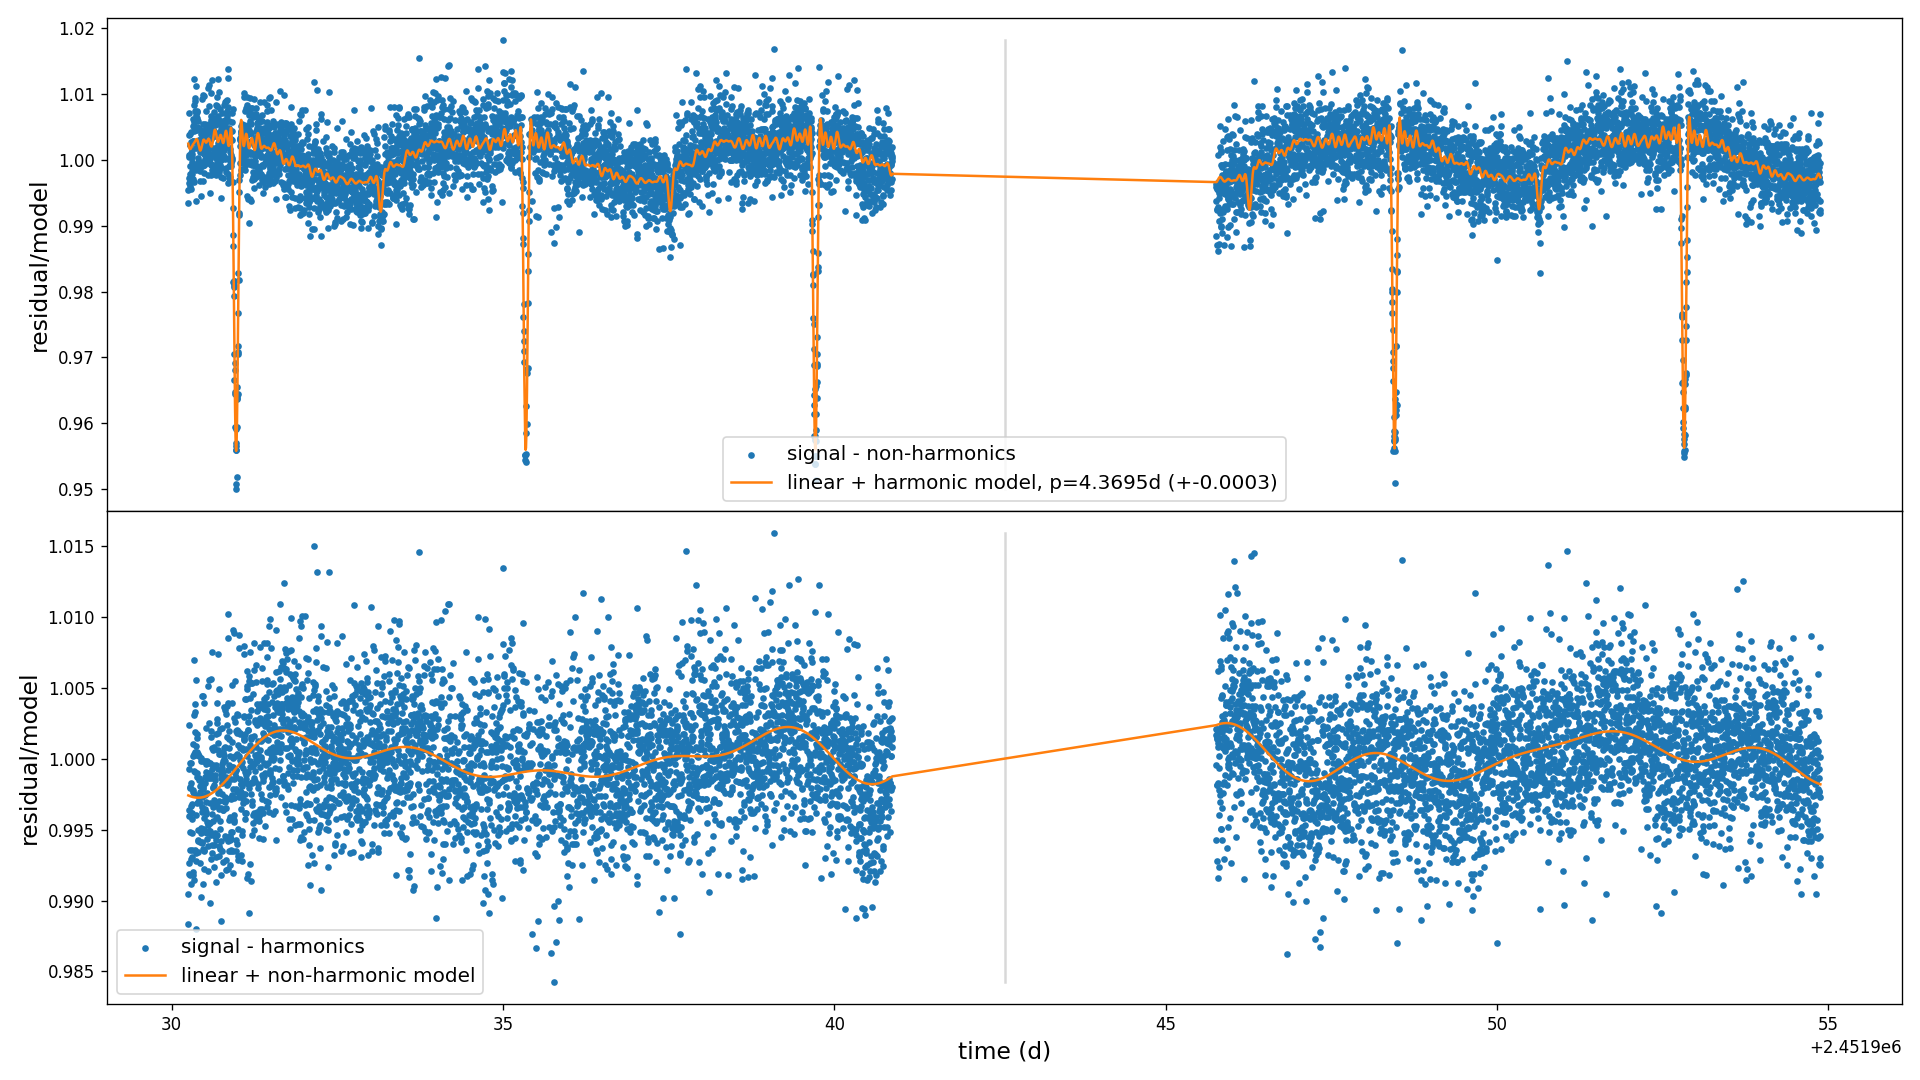 1.02
1.01
1.00
0.99
0.98
0.97
0.96
0.95
residual/model
signal - non-harmonics
linear + harmonic model, p=4.3695d (+-0.0003)
1.015
1.010
1.005
1.000
0.995
0.990
0.985
residual/model
signal - harmonics
linear + non-harmonic model
30 35 40 45 50 55
time (d)
+2.4519e6